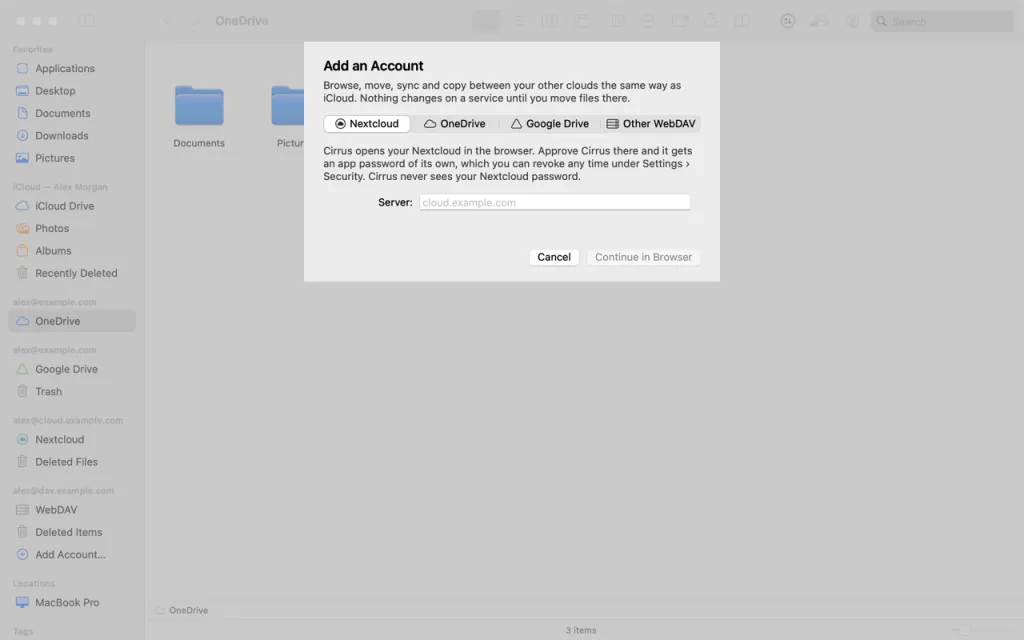 OneDrive
Search
Favorites
Applications
Desktop
Documents
Downloads
Pictures
iCloud — Alex Morgan
iCloud Drive
Photos
Albums
Recently Deleted
alex@example.com
OneDrive
alex@example.com
Google Drive
Trash
alex@cloud.example.com
Nextcloud
Deleted Files
alex@dav.example.com
WebDAV
Deleted Items
Add Account...
Locations
MacBook Pro
Tags
Documents
Pictur
Add an Account
Browse, move, sync and copy between your other clouds the same way as
iCloud. Nothing changes on a service until you move files there.
Nextcloud OneDrive Google Drive Other WebDAV
Cirrus opens your Nextcloud in the browser. Approve Cirrus there and it gets
an app password of its own, which you can revoke any time under Settings ›
Security. Cirrus never sees your Nextcloud password.
Server: cloud.example.com
Cancel Continue in Browser
OneDrive
3 items